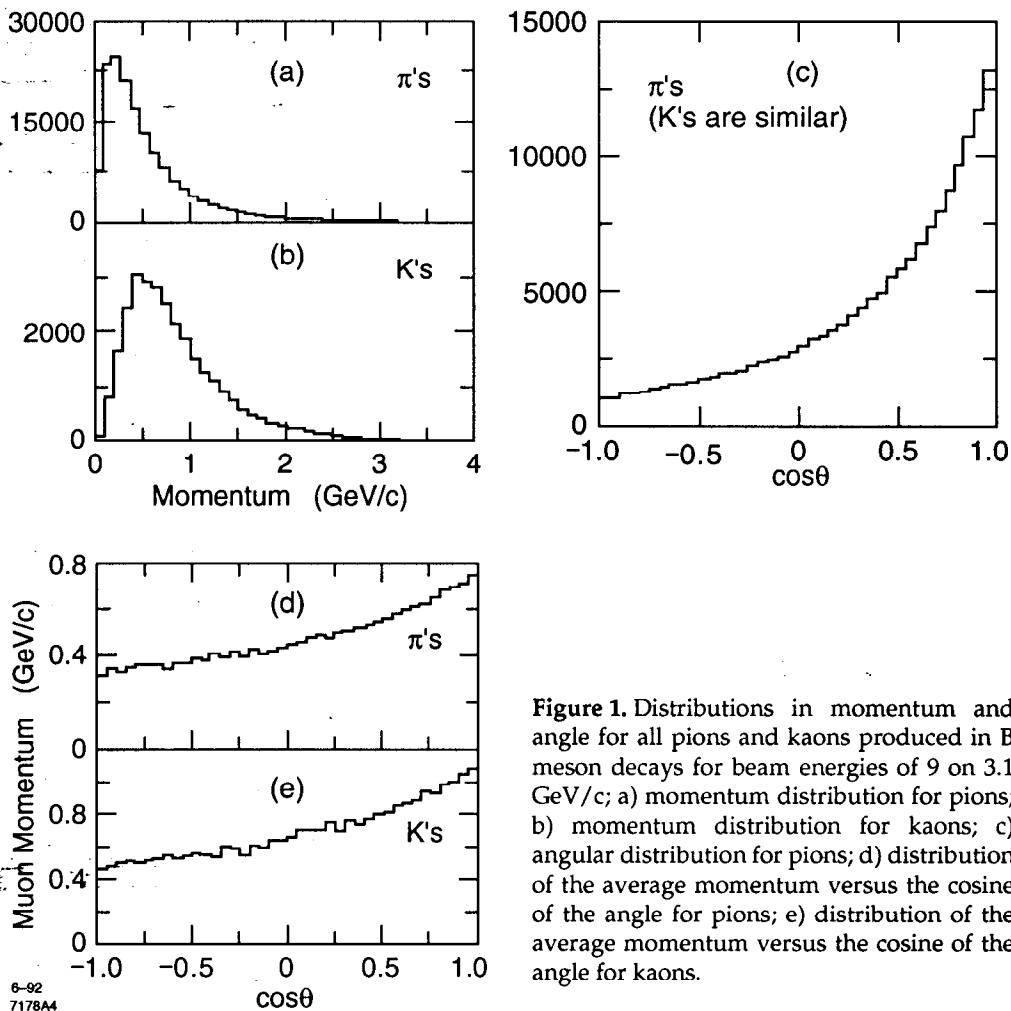 30000
15000
0
(a)
π's
(b)
K's
2000
0
0
1
2
3
4
Momentum (GeV/c)
15000
10000
5000
0
(c)
π's
(K's are similar)
−1.0
−0.5
0
0.5
1.0
cosθ
0.8
0.4
0
(d)
π's
(e)
K's
0.8
0.4
0
Muon Momentum (GeV/c)
−1.0
−0.5
0
0.5
1.0
cosθ
6–92
7178A4
Figure 1. Distributions in momentum and
angle for all pions and kaons produced in B
meson decays for beam energies of 9 on 3.1
GeV/c; a) momentum distribution for pions;
b) momentum distribution for kaons; c)
angular distribution for pions; d) distribution
of the average momentum versus the cosine
of the angle for pions; e) distribution of the
average momentum versus the cosine of the
angle for kaons.